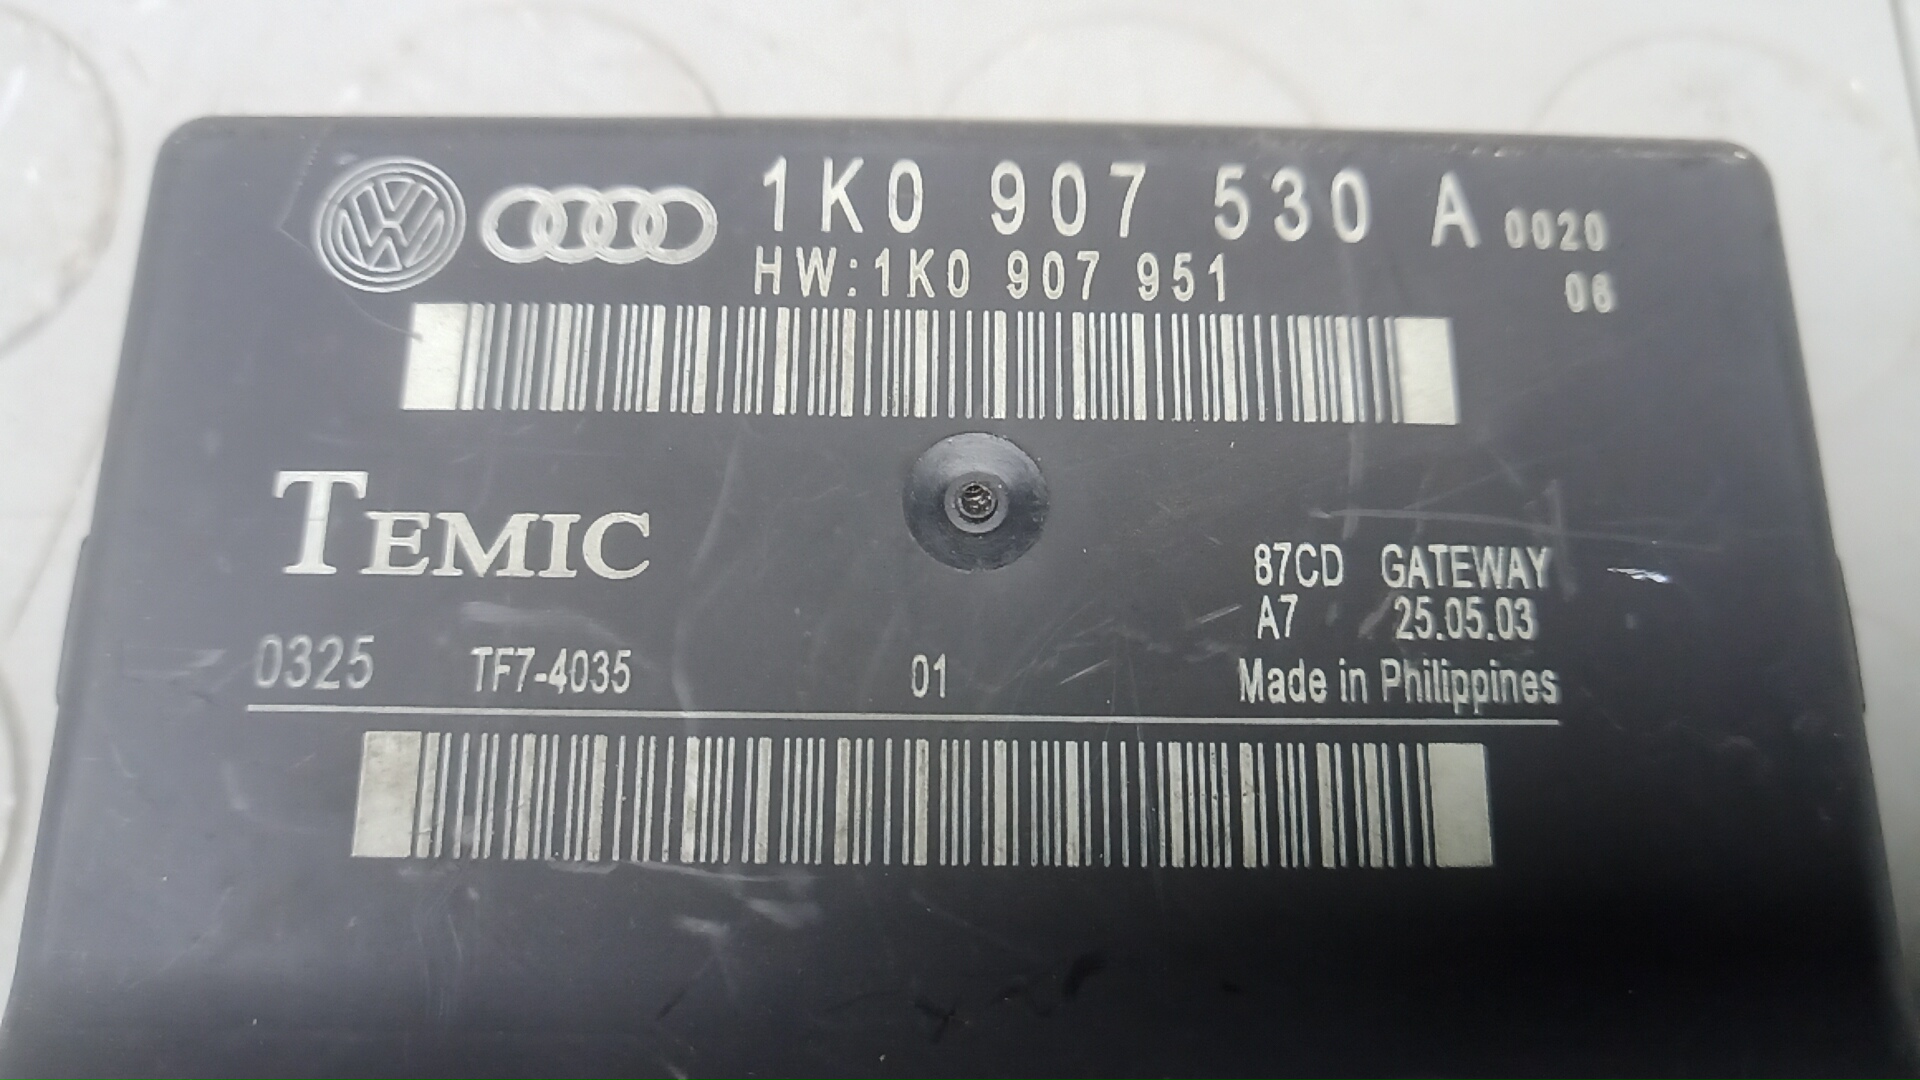 1K0 907 530 A 0020
HW:1K0 907 951 06
TEMIC
87CD GATEWAY
A7 25.05.03
0325 TF7-4035 01 Made in Philippines